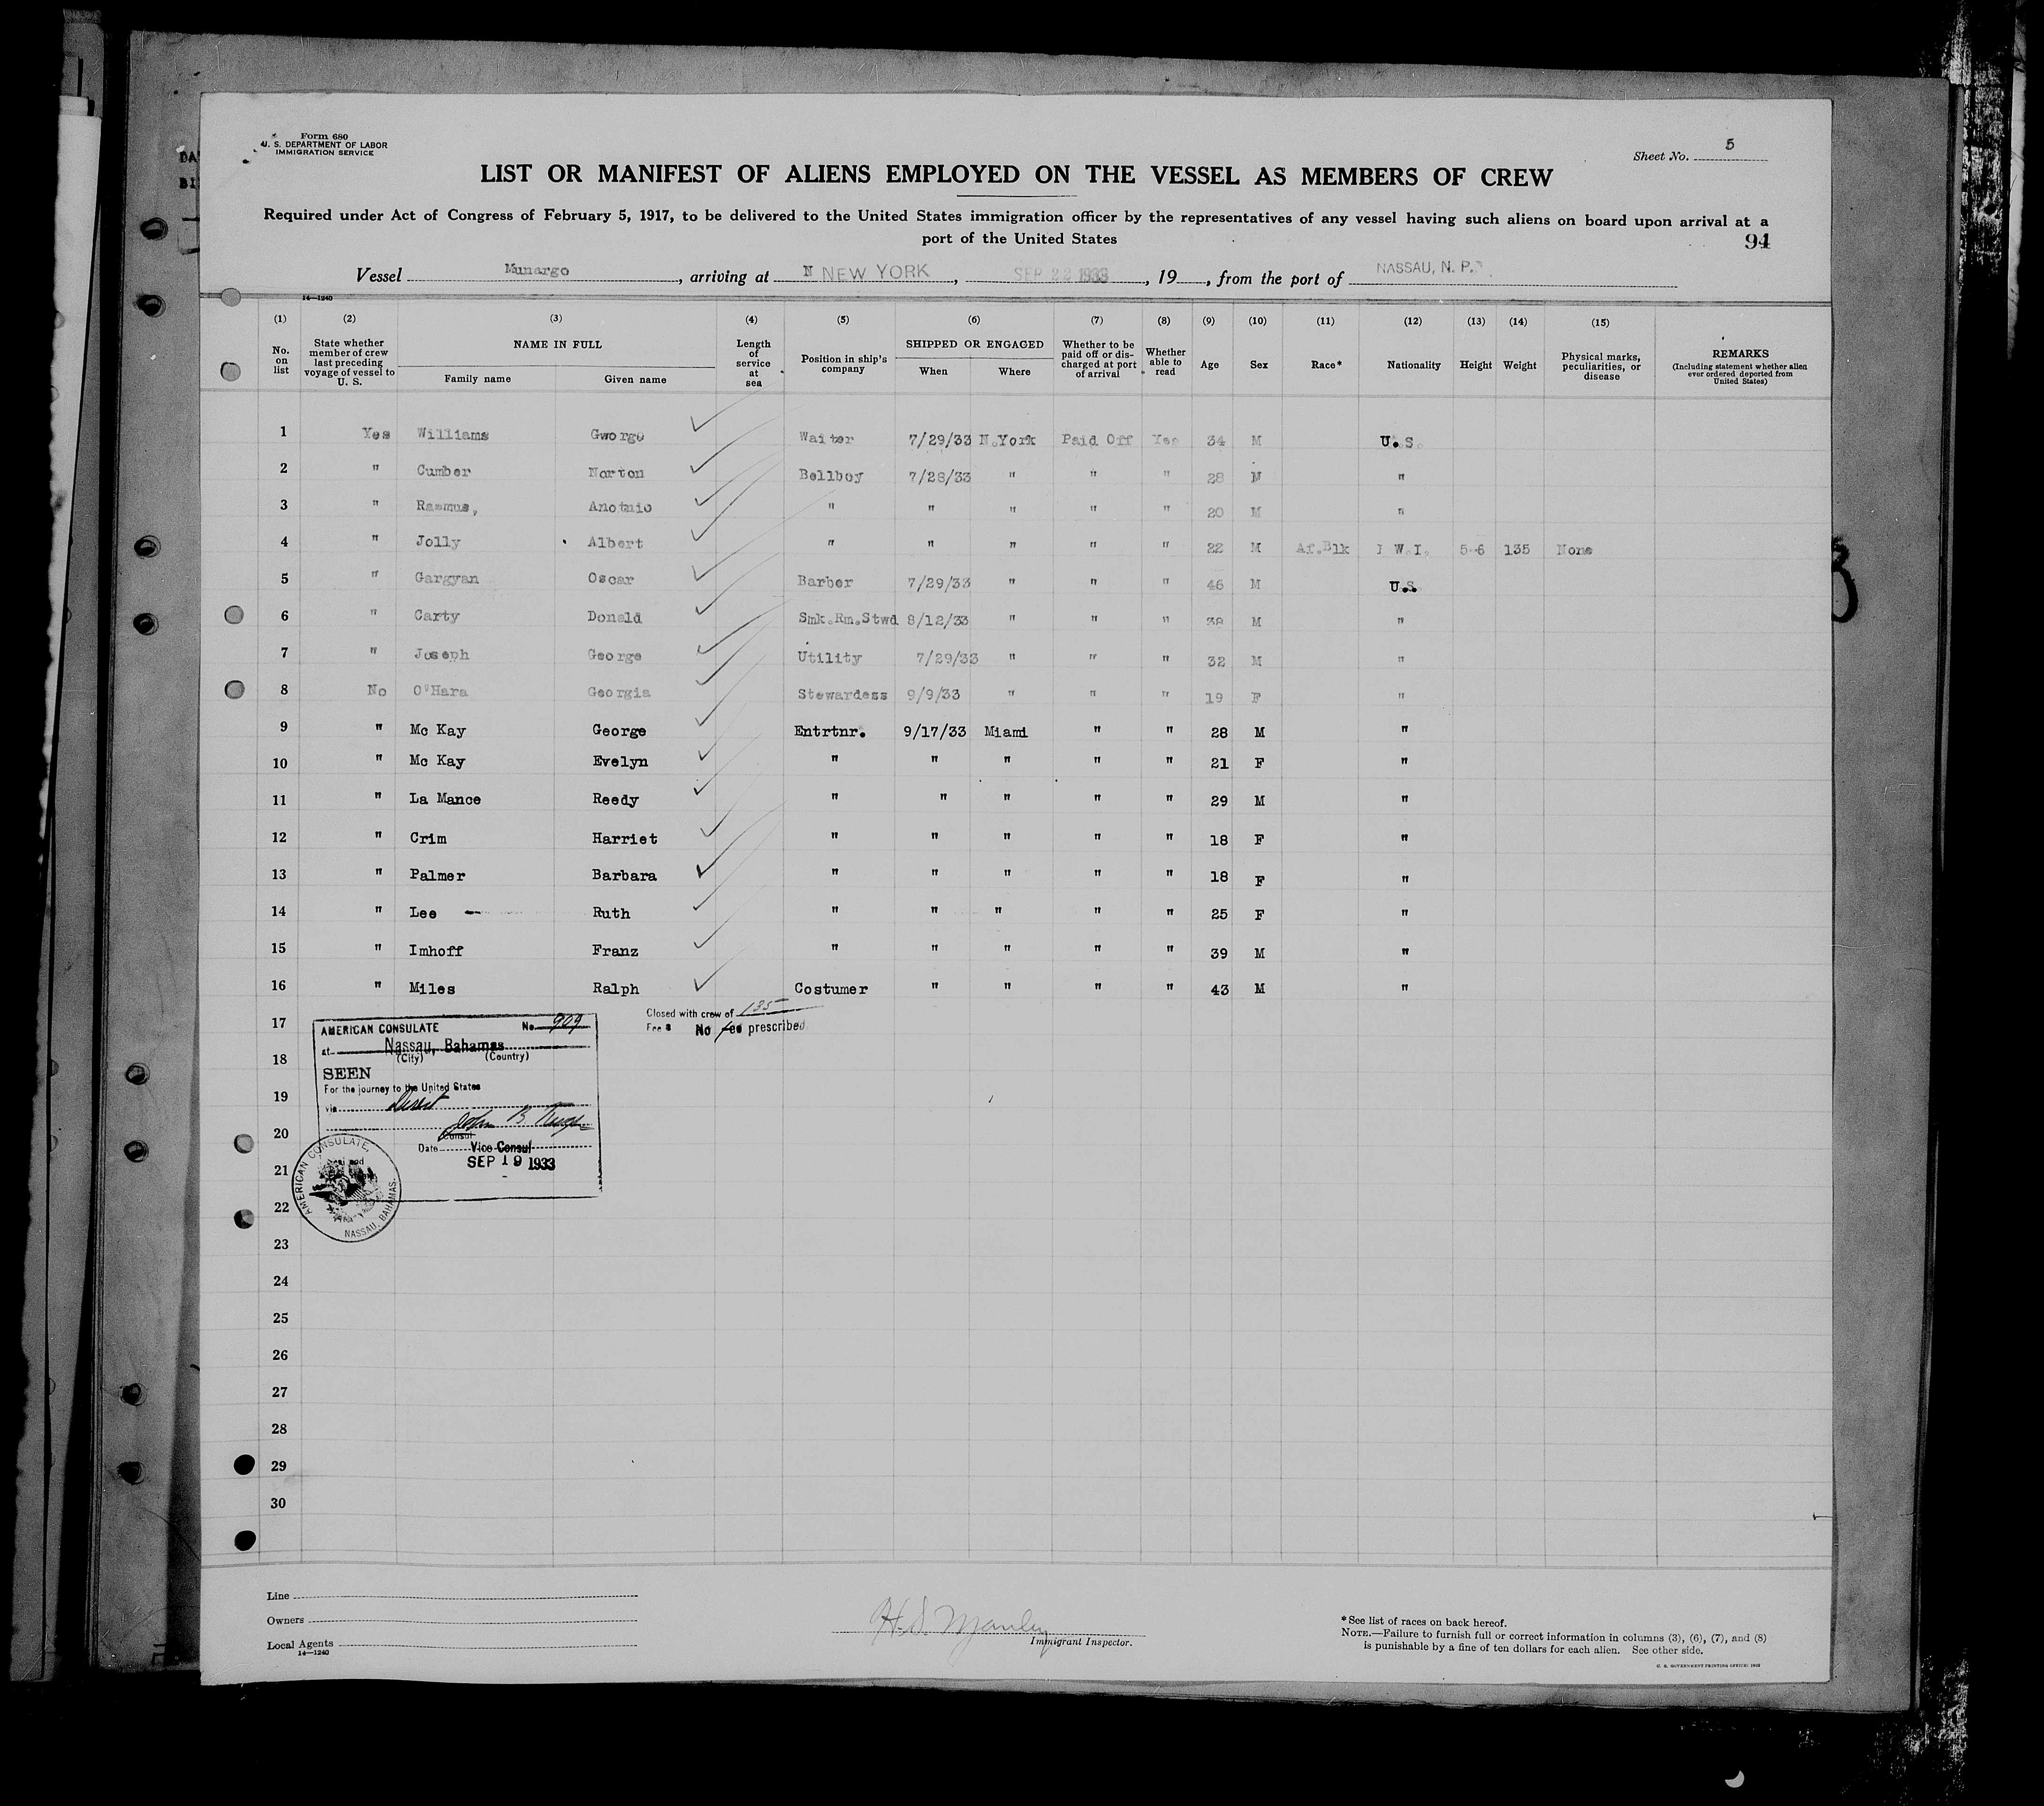 Form 680
U. S. DEPARTMENT OF LABOR
IMMIGRATION SERVICE
Sheet No. 5
LIST OR MANIFEST OF ALIENS EMPLOYED ON THE VESSEL AS MEMBERS OF CREW
Required under Act of Congress of February 5, 1917, to be delivered to the United States immigration officer by the representatives of any vessel having such aliens on board upon arrival at a
port of the United States
94
Vessel Munargo, arriving at N NEW YORK, SEP 22 1933, 19, from the port of NASSAU, N. P.
14—1240
(1) (2) (3) (4) (5) (6) (7) (8) (9) (10) (11) (12) (13) (14) (15)
No. on list State whether member of crew last preceding voyage of vessel to U. S. NAME IN FULL Family name Given name Length of service at sea Position in ship's company SHIPPED OR ENGAGED When Where Whether to be paid off or discharged at port of arrival Whether able to read Age Sex Race* Nationality Height Weight Physical marks, peculiarities, or disease REMARKS (Including statement whether alien ever ordered deported from United States)
1 Yes Williams Gworge Waiter 7/29/33 N.York Paid Off Yes 34 M U.S.
2 " Cumber Norton Bellboy 7/28/33 " " " 28 M "
3 " Rasmus, Anotnio " " " " " 20 M "
4 " Jolly Albert " " " " " 22 M Af.Blk I W.I. 5-6 135 None
5 " Gargyan Oscar Barber 7/29/33 " " " 46 M U.S.
6 " Carty Donald Smk.Rm.Stwd 8/12/33 " " " 38 M "
7 " Joseph George Utility 7/29/33 " " " 32 M "
8 No O'Hara Georgia Stewardess 9/9/33 " " " 19 F "
9 " Mc Kay George Entrtnr. 9/17/33 Miami " " 28 M "
10 " Mc Kay Evelyn " " " " " 21 F "
11 " La Mance Reedy " " " " " 29 M "
12 " Crim Harriet " " " " " 18 F "
13 " Palmer Barbara " " " " " 18 F "
14 " Lee Ruth " " " " " 25 F "
15 " Imhoff Franz " " " " " 39 M "
16 " Miles Ralph Costumer " " " " 43 M "
Closed with crew of 135
Fee $ No fee prescribed.
17
18
19
20
21
22
23
24
25
26
27
28
29
30
AMERICAN CONSULATE No. 909
at Nassau, Bahamas
(City) (Country)
SEEN
For the journey to the United States
via Direct
John B
Consul
Date Vice Consul
SEP 19 1933
AMERICAN CONSULATE, NASSAU, BAHAMAS.
Line
Owners
Local Agents
14—1240
H. S. Manley
Immigrant Inspector.
*See list of races on back hereof.
NOTE.—Failure to furnish full or correct information in columns (3), (6), (7), and (8)
is punishable by a fine of ten dollars for each alien. See other side.
U. S. GOVERNMENT PRINTING OFFICE: